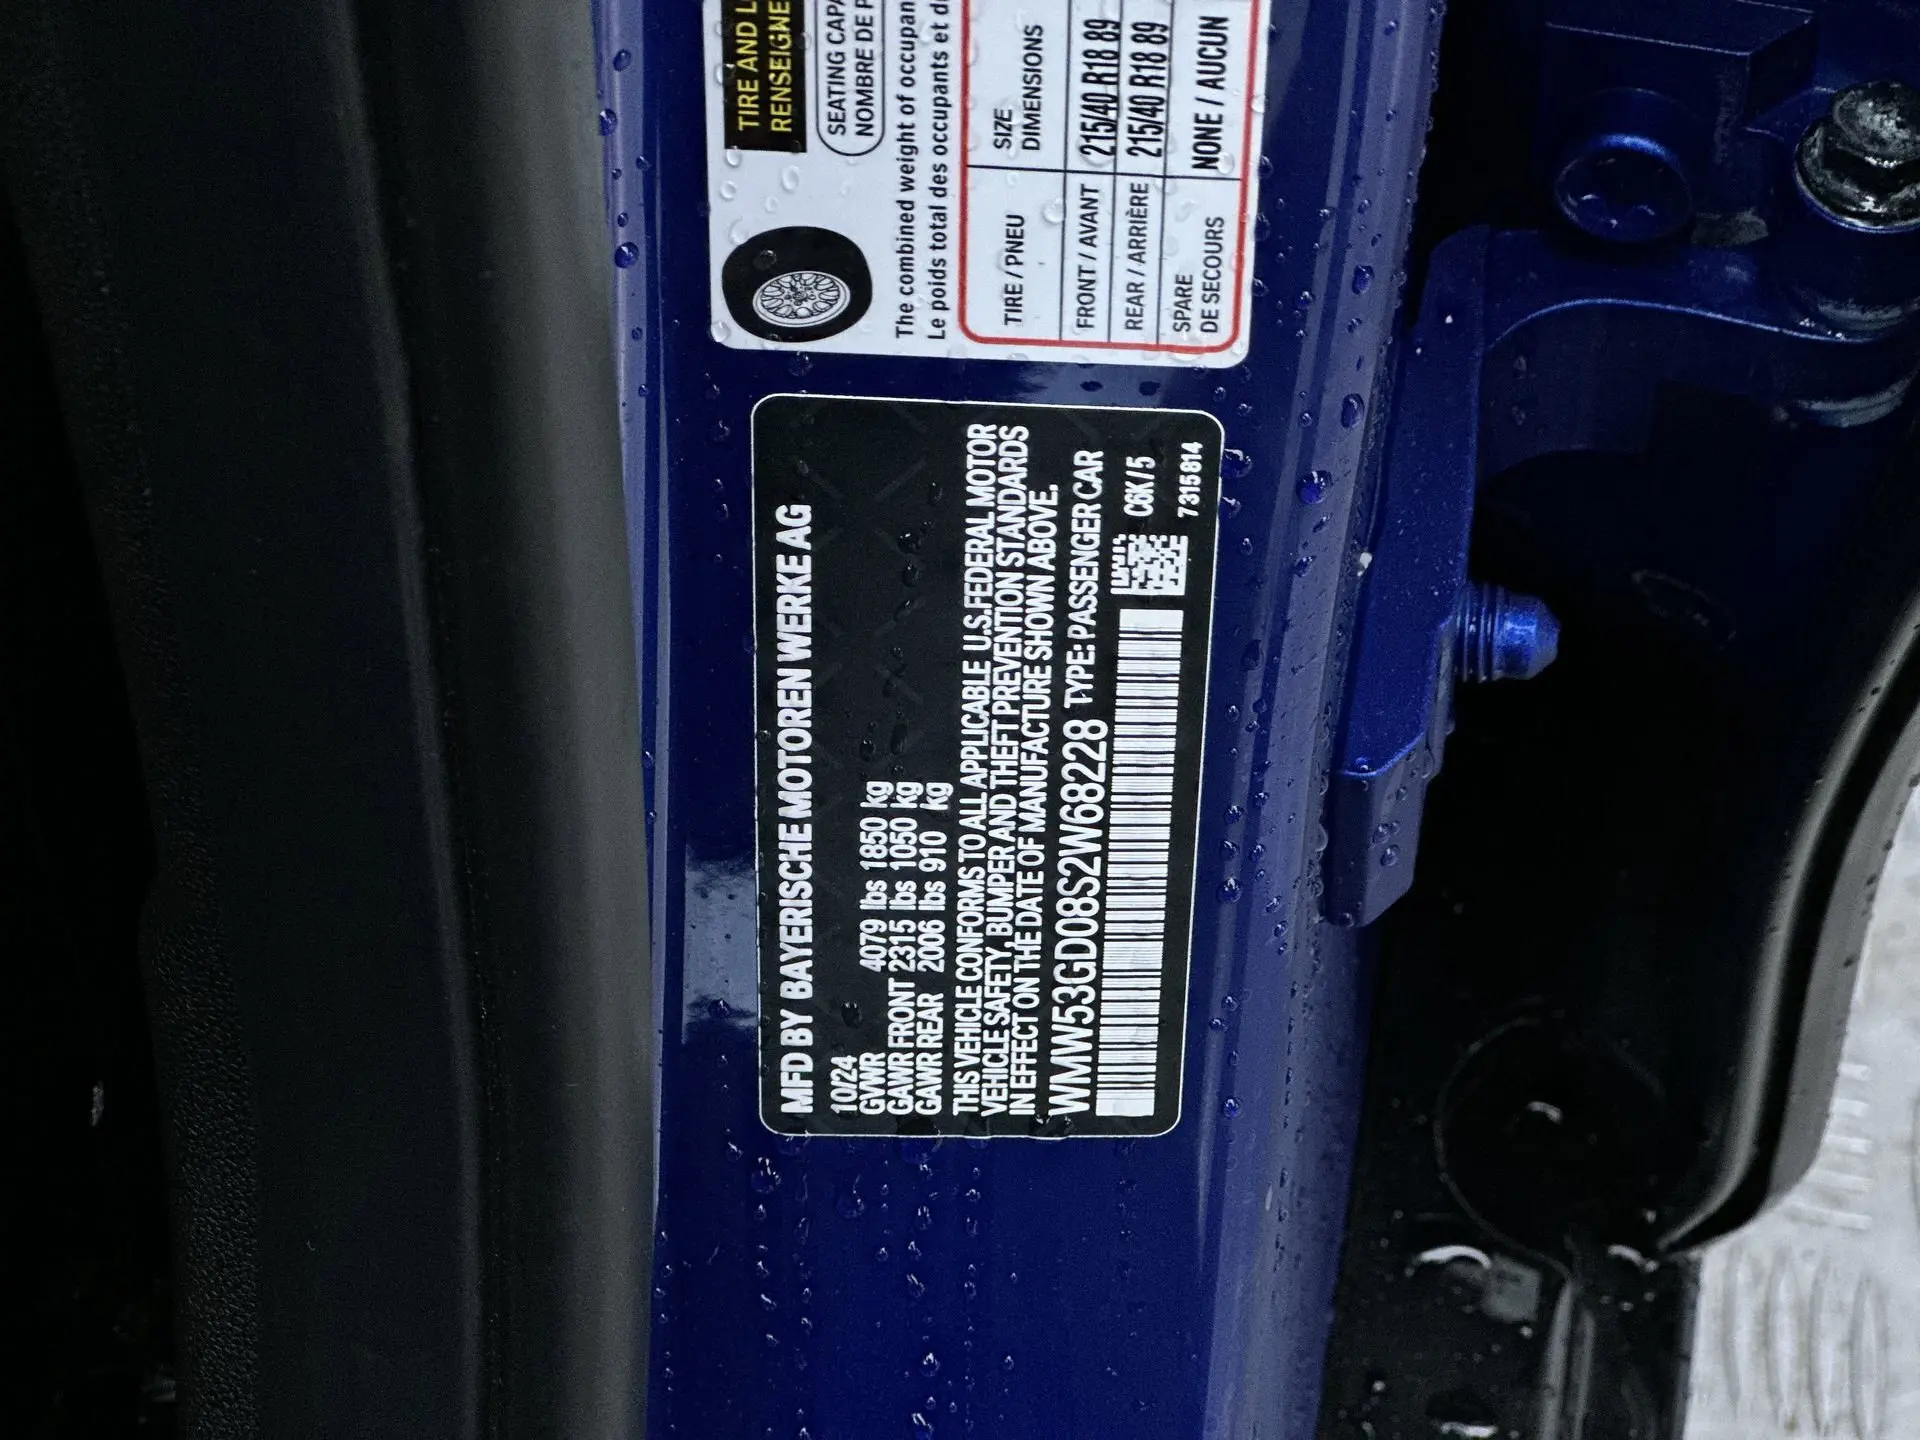 TIRE AND L
RENSEIGNE
SEATING CAPA
NOMBRE DE P
The combined weight of occupan
Le poids total des occupants et d
TIRE / PNEU SIZE DIMENSIONS
FRONT / AVANT 215/40 R18 89
REAR / ARRIÈRE 215/40 R18 89
SPARE DE SECOURS NONE / AUCUN
MFD BY BAYERISCHE MOTOREN WERKE AG
10/24
GVWR 4079 lbs 1850 kg
GAWR FRONT 2315 lbs 1050 kg
GAWR REAR 2006 lbs 910 kg
THIS VEHICLE CONFORMS TO ALL APPLICABLE U.S.FEDERAL MOTOR
VEHICLE SAFETY, BUMPER AND THEFT PREVENTION STANDARDS
IN EFFECT ON THE DATE OF MANUFACTURE SHOWN ABOVE.
WMW53GD08S2W68228 TYPE: PASSENGER CAR
C6K / 5
7315814